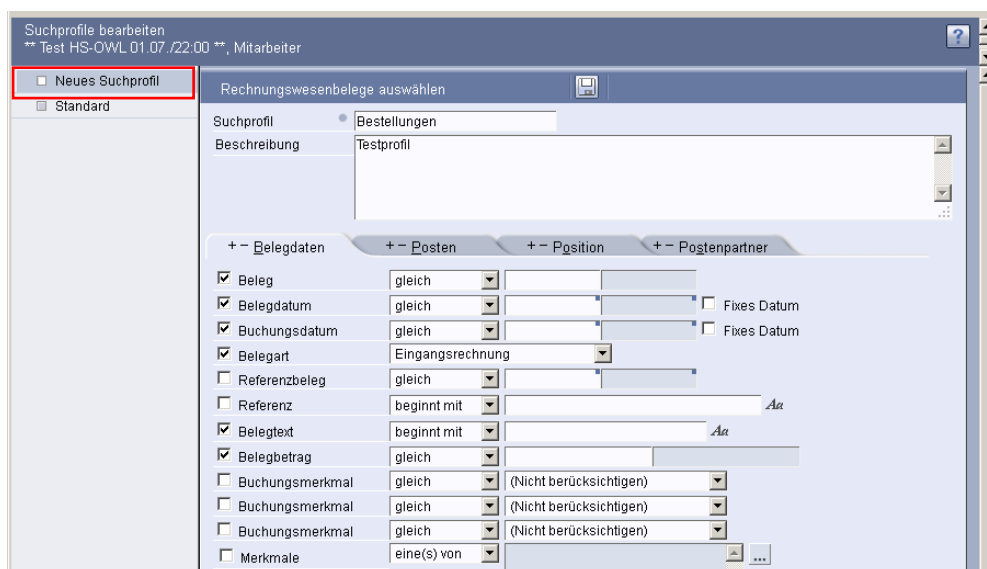 Suchprofile bearbeiten
** Test HS-OWL 01.07./22:00 **, Mitarbeiter
?
Neues Suchprofil
Standard
Rechnungswesenbelege auswählen
Suchprofil Bestellungen
Beschreibung Testprofil
+ − Belegdaten + − Posten + − Position + − Postenpartner
Beleg gleich
Belegdatum gleich Fixes Datum
Buchungsdatum gleich Fixes Datum
Belegart Eingangsrechnung
Referenzbeleg gleich
Referenz beginnt mit Aa
Belegtext beginnt mit Aa
Belegbetrag gleich
Buchungsmerkmal gleich (Nicht berücksichtigen)
Buchungsmerkmal gleich (Nicht berücksichtigen)
Buchungsmerkmal gleich (Nicht berücksichtigen)
Merkmale eine(s) von ...